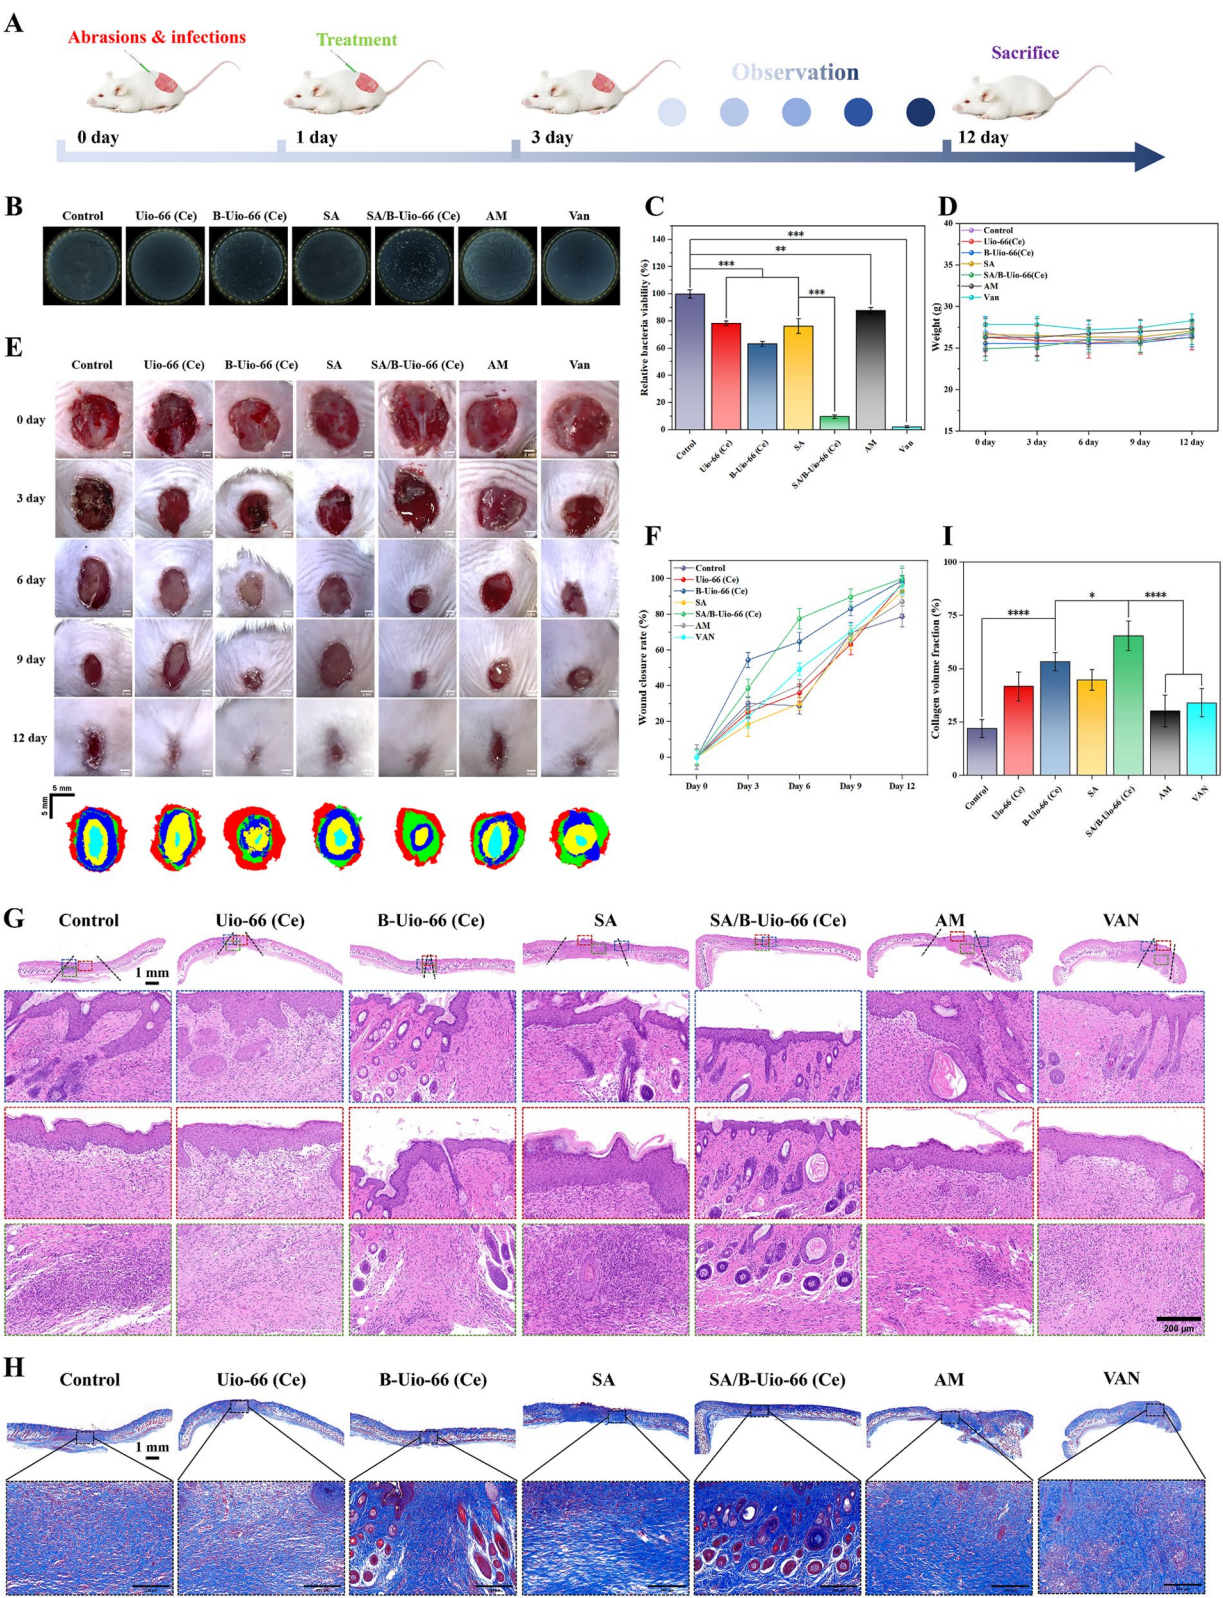 A
Abrasions & infections
Treatment
Observation
Sacrifice
0 day
1 day
3 day
12 day
B
Control
Uio-66 (Ce)
B-Uio-66 (Ce)
SA
SA/B-Uio-66 (Ce)
AM
Van
C
Relative bacteria viability (%)
140
120
100
80
60
40
20
0
***
**
***
***
Cotrol
Uio-66 (Ce)
B-Uio-66 (Ce)
SA
SA/B-Uio-66 (Ce)
AM
Van
D
Weight (g)
40
35
30
25
20
15
Control
Uio-66(Ce)
B-Uio-66(Ce)
SA
SA/B-Uio-66(Ce)
AM
Van
0 day
3 day
6 day
9 day
12 day
E
Control
Uio-66 (Ce)
B-Uio-66 (Ce)
SA
SA/B-Uio-66 (Ce)
AM
Van
0 day
3 day
6 day
9 day
12 day
5 mm
5 mm
F
Wound closure rate (%)
100
80
60
40
20
0
Control
Uio-66 (Ce)
B-Uio-66 (Ce)
SA
SA/B-Uio-66 (Ce)
AM
VAN
Day 0
Day 3
Day 6
Day 9
Day 12
I
Collagen volume fraction (%)
100
75
50
25
0
****
*
****
Control
Uio-66 (Ce)
B-Uio-66 (Ce)
SA
SA/B-Uio-66 (Ce)
AM
VAN
G
Control
Uio-66 (Ce)
B-Uio-66 (Ce)
SA
SA/B-Uio-66 (Ce)
AM
VAN
1 mm
200 μm
H
Control
Uio-66 (Ce)
B-Uio-66 (Ce)
SA
SA/B-Uio-66 (Ce)
AM
VAN
1 mm